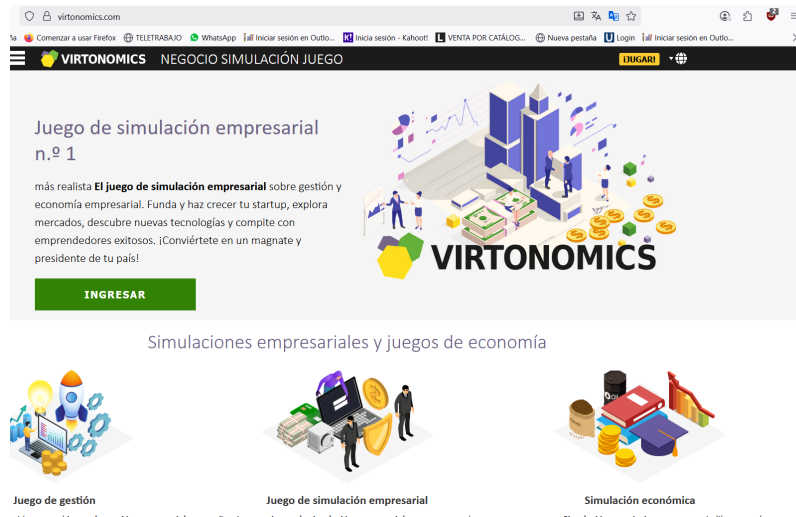 virtonomics.com
Comenzar a usar Firefox TELETRABAJO WhatsApp Iniciar sesión en Outlo... Inicia sesión - Kahoot! VENTA POR CATÁLOG... Nueva pestaña Login Iniciar sesión en Outlo...
VIRTONOMICS NEGOCIO SIMULACIÓN JUEGO ¡JUGAR!
Juego de simulación empresarial
n.º 1
más realista El juego de simulación empresarial sobre gestión y
economía empresarial. Funda y haz crecer tu startup, explora
mercados, descubre nuevas tecnologías y compite con
emprendedores exitosos. ¡Conviértete en un magnate y
presidente de tu país!
INGRESAR
VIRTONOMICS
Simulaciones empresariales y juegos de economía
Juego de gestión
Juego de simulación empresarial
Simulación económica